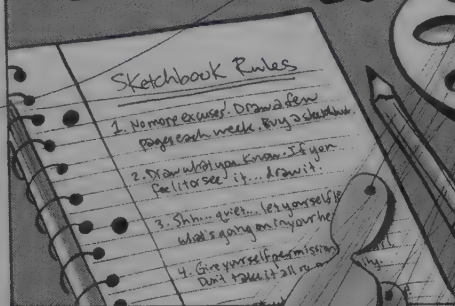 Sketchbook Rules
1. No more excuses. Draw a few
pages each week. Buy a sketchbook
2. Draw what you know. If you
feel it or see it... draw it.
3. Shh... quiet... let yourself
what's going on in your he
4. Give yourself permission
Don't take it all